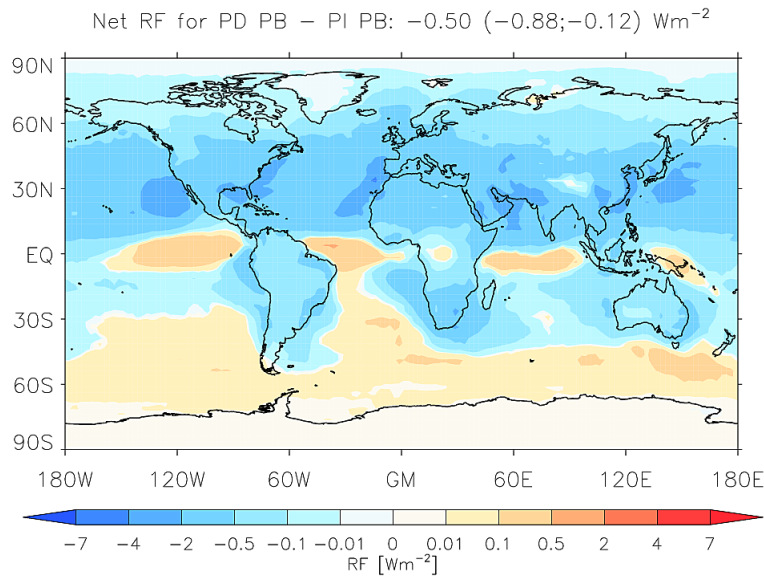 Net RF for PD PB − PI PB: −0.50 (−0.88;−0.12) Wm⁻²
90N
60N
30N
EQ
30S
60S
90S
180W 120W 60W GM 60E 120E 180E
−7 −4 −2 −0.5 −0.1 −0.01 0 0.01 0.1 0.5 2 4 7
RF [Wm⁻²]